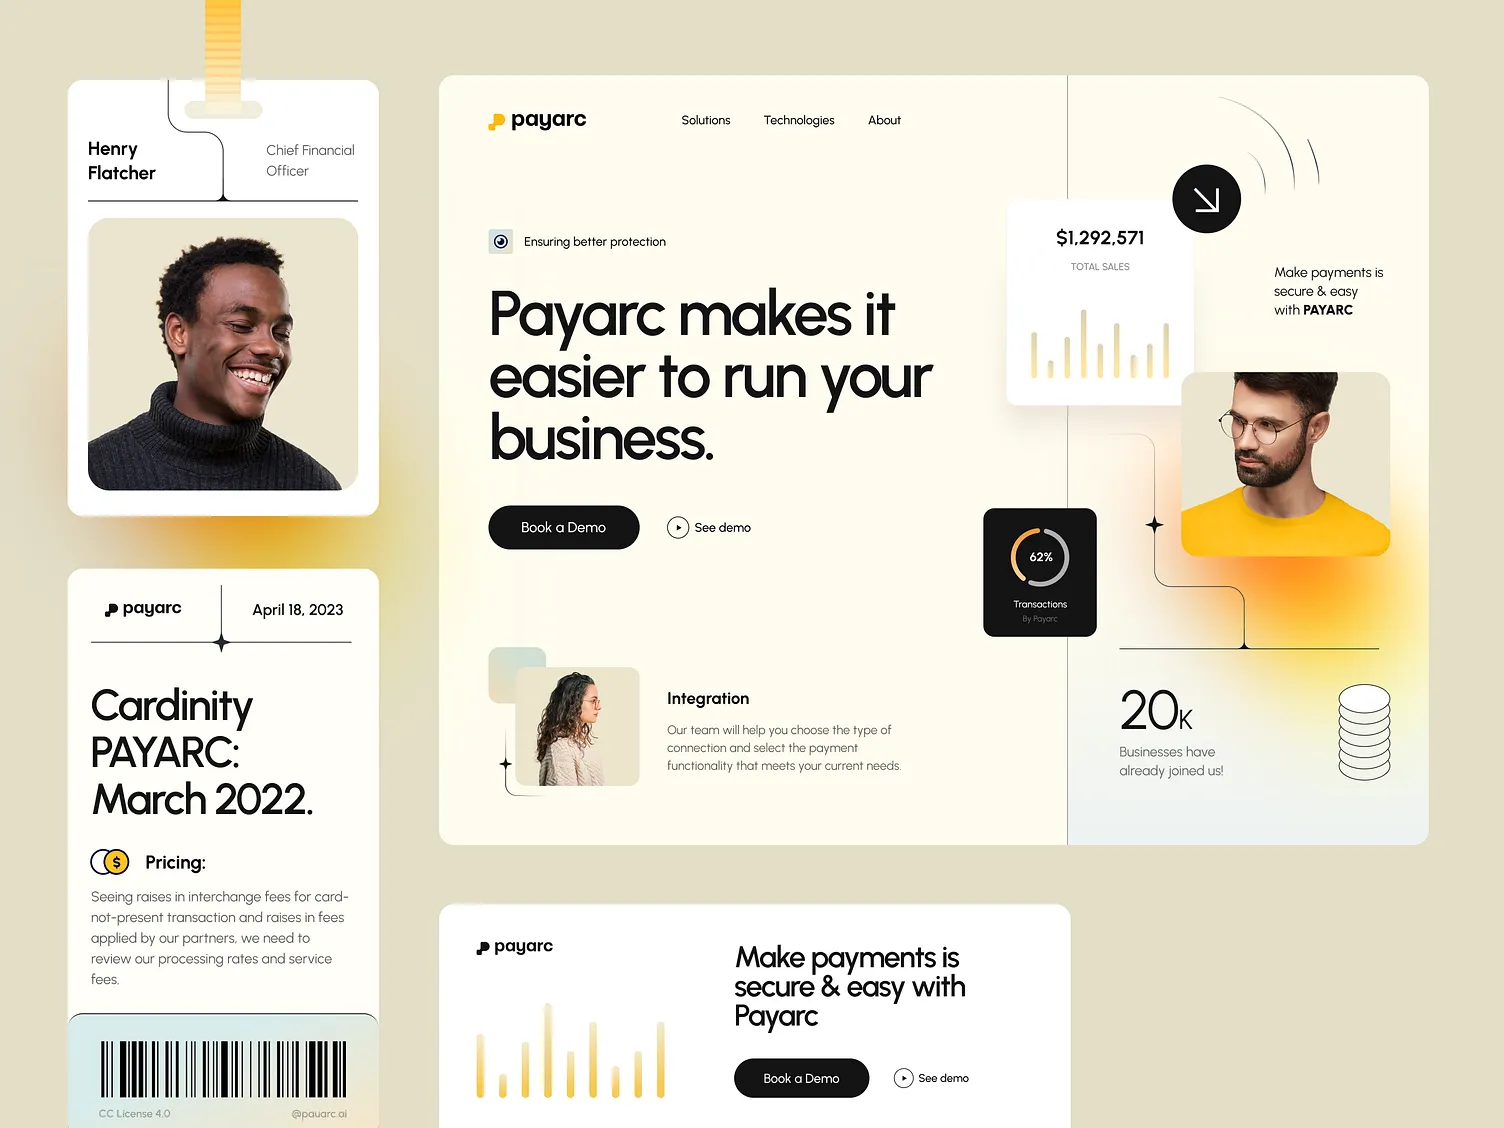 Henry
Flatcher
Chief Financial
Officer
payarc
April 18, 2023
Cardinity
PAYARC:
March 2022.
$
Pricing:
Seeing raises in interchange fees for card-
not-present transaction and raises in fees
applied by our partners, we need to
review our processing rates and service
fees.
CC License 4.0
@pauarc.ai
payarc
Solutions
Technologies
About
Ensuring better protection
Payarc makes it
easier to run your
business.
Book a Demo
See demo
Integration
Our team will help you choose the type of
connection and select the payment
functionality that meets your current needs.
$1,292,571
TOTAL SALES
Make payments is
secure & easy
with PAYARC
62%
Transactions
By Payarc
20K
Businesses have
already joined us!
payarc
Make payments is
secure & easy with
Payarc
Book a Demo
See demo